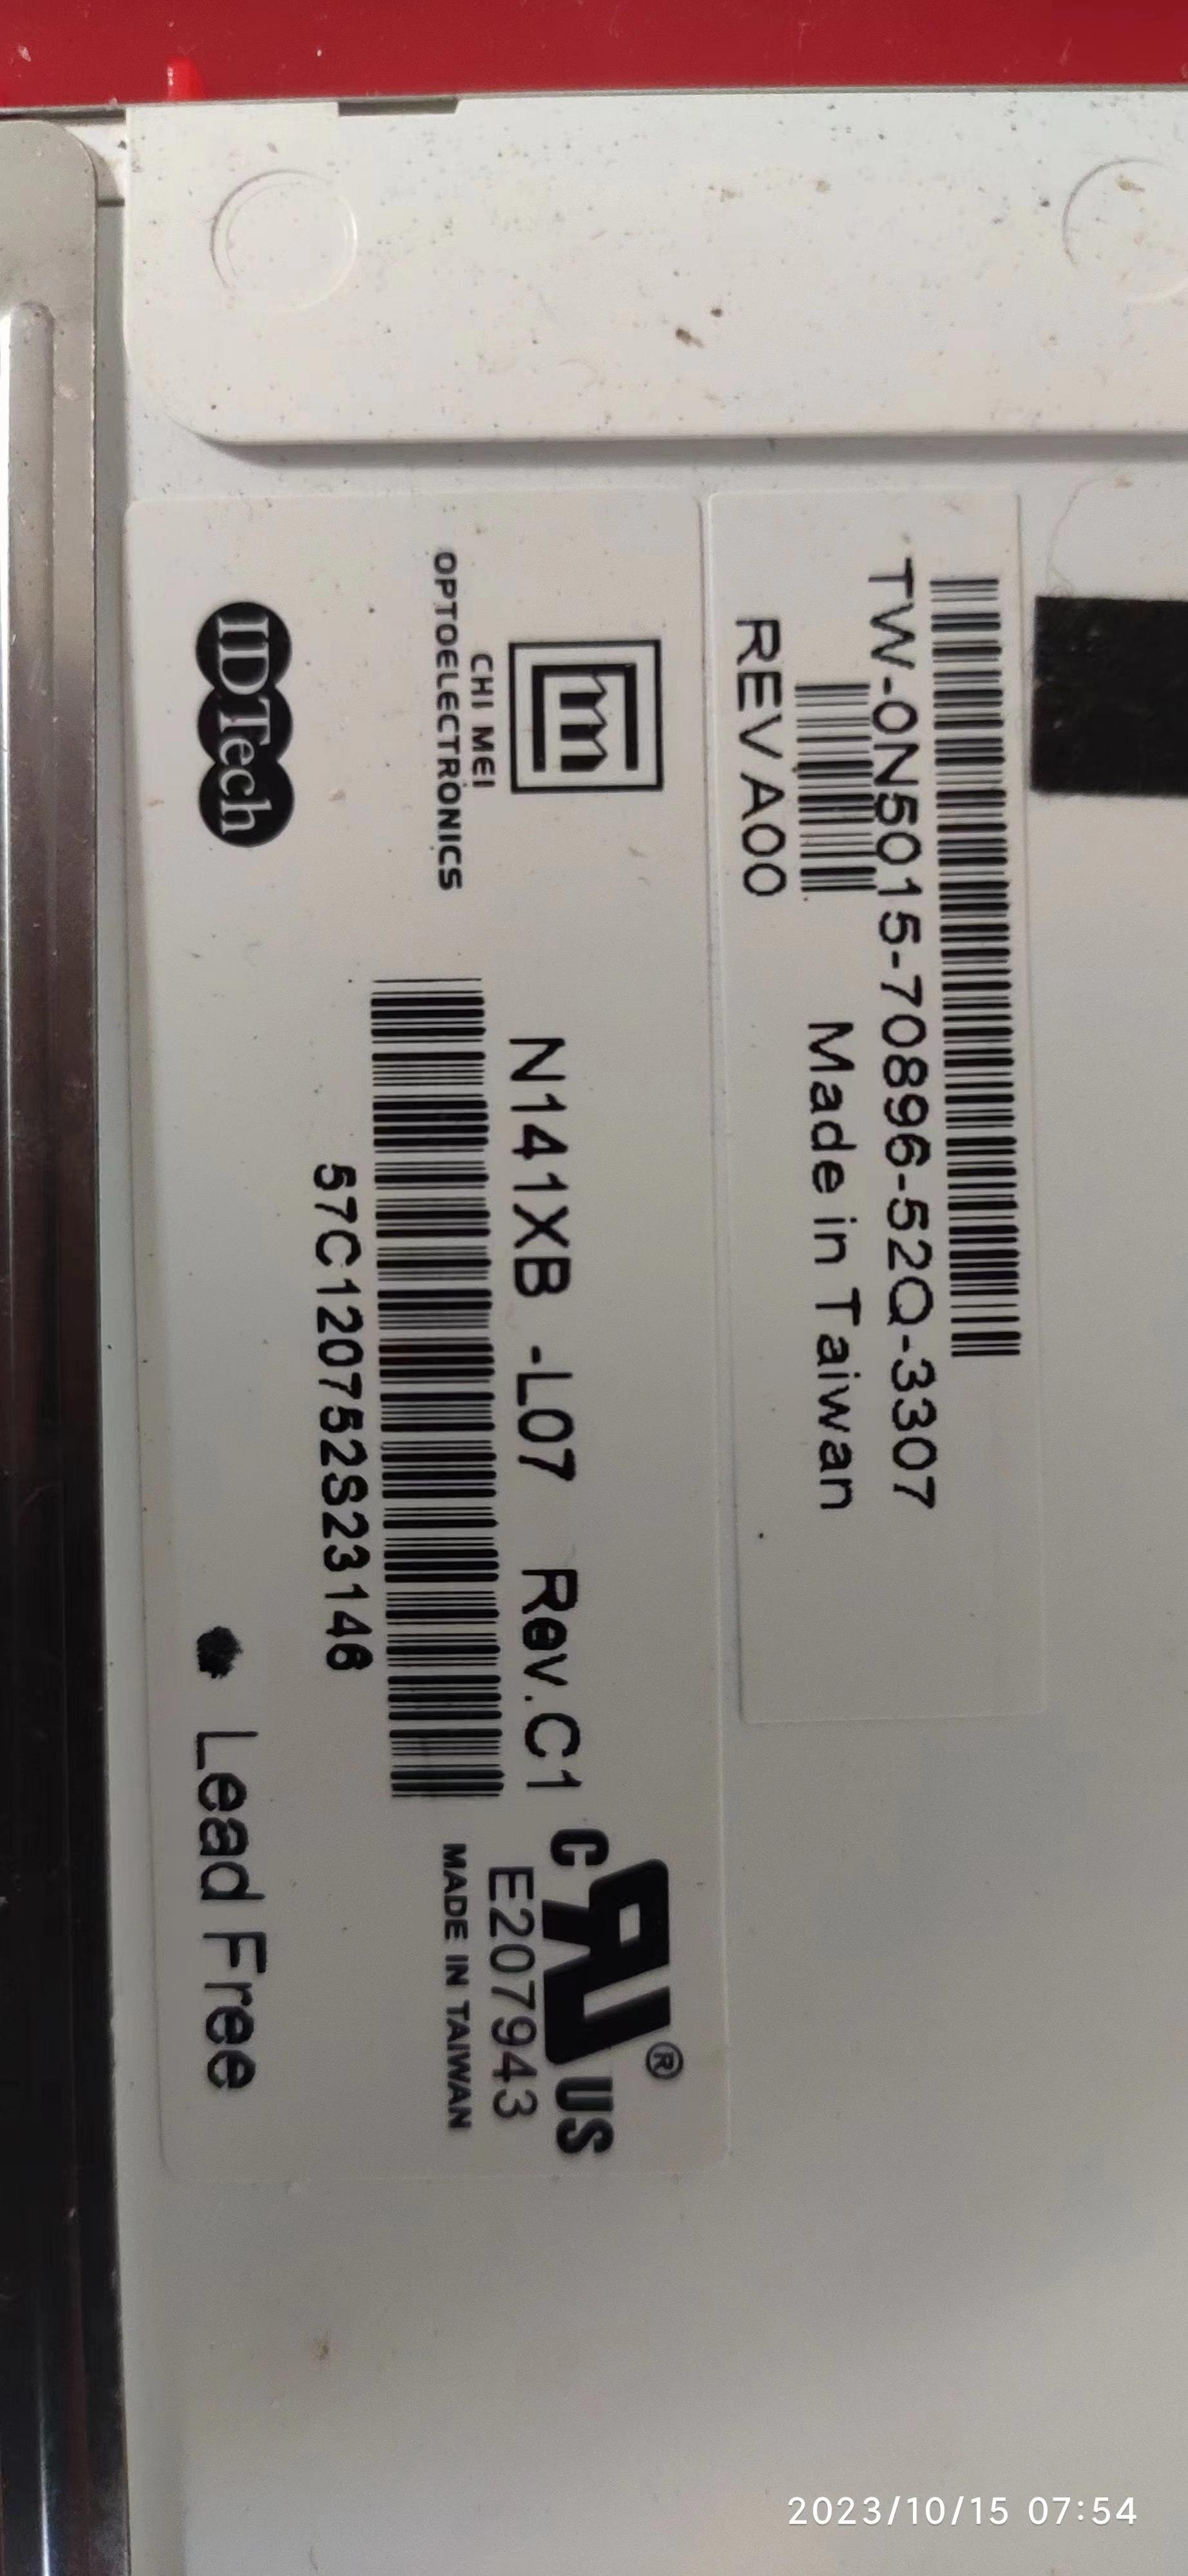 TW-0N5015-70896-52Q-3307
Made in Taiwan
REV A00
CHI MEI
OPTOELECTRONICS
IDTech
N141XB -L07 Rev.C1
57C120752S23146
C US ®
E207943
MADE IN TAIWAN
Lead Free
2023/10/15 07:54